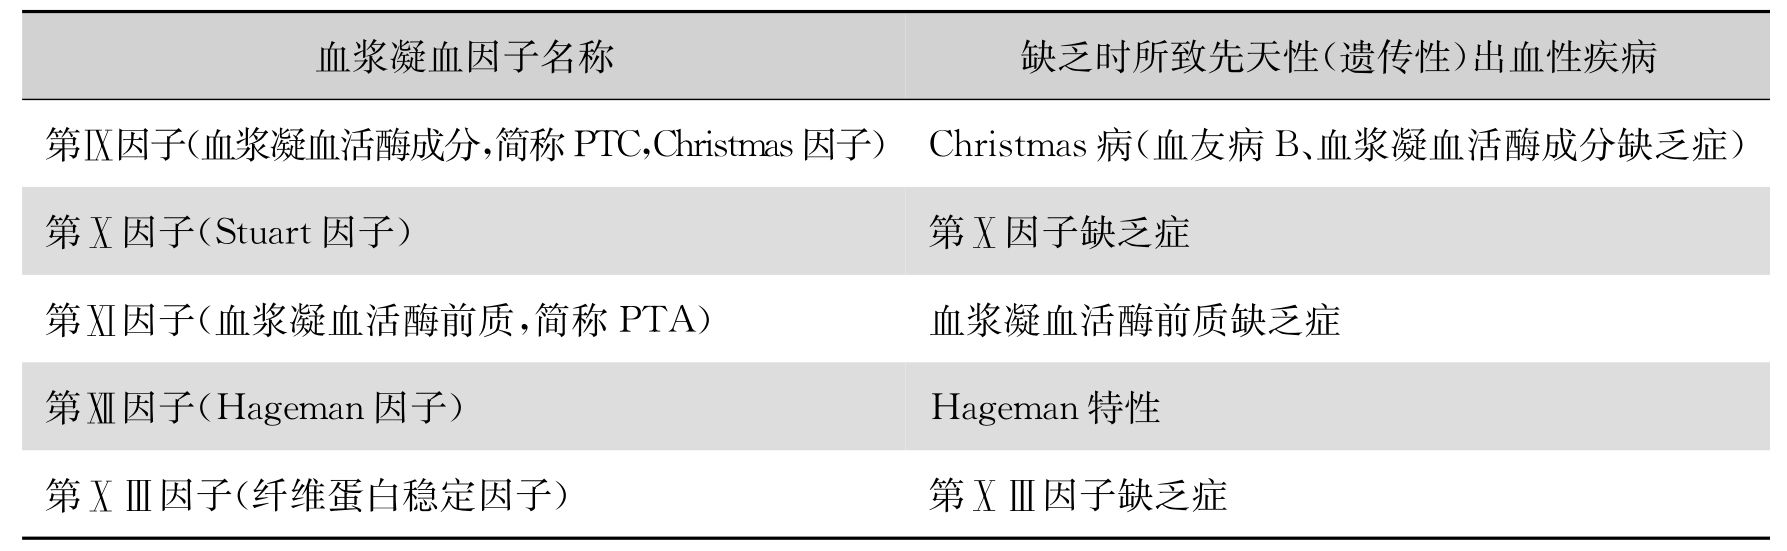 血浆凝血因子名称 缺乏时所致先天性(遗传性)出血性疾病
第Ⅸ因子(血浆凝血活酶成分,简称 PTC,Christmas 因子) Christmas 病(血友病 B、血浆凝血活酶成分缺乏症)
第Ⅹ因子(Stuart 因子) 第Ⅹ因子缺乏症
第Ⅺ因子(血浆凝血活酶前质,简称 PTA) 血浆凝血活酶前质缺乏症
第Ⅻ因子(Hageman 因子) Hageman 特性
第Ⅹ Ⅲ因子(纤维蛋白稳定因子) 第Ⅹ Ⅲ因子缺乏症